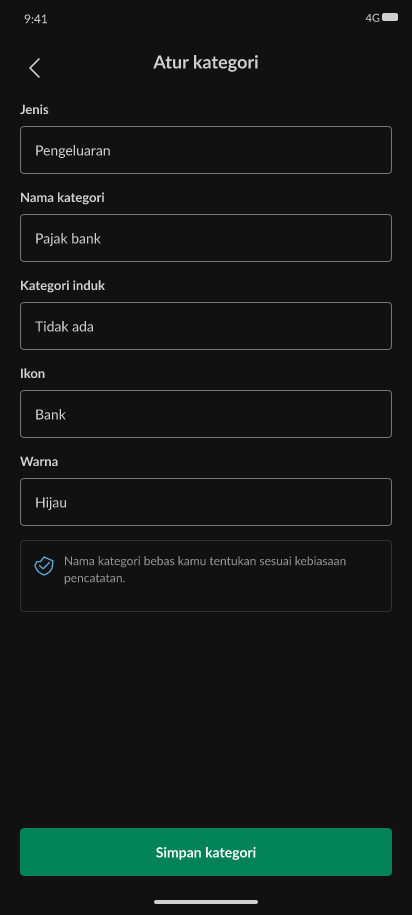 9:41
4G
Atur kategori
Jenis
Pengeluaran
Nama kategori
Pajak bank
Kategori induk
Tidak ada
Ikon
Bank
Warna
Hijau
Nama kategori bebas kamu tentukan sesuai kebiasaan
pencatatan.
Simpan kategori